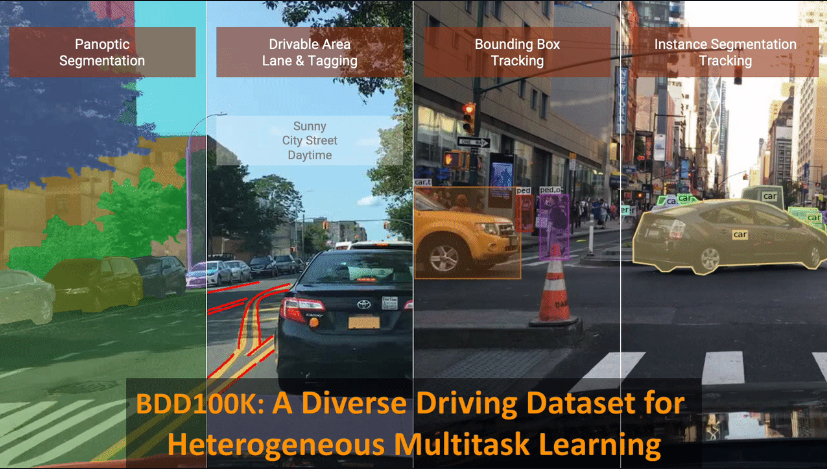 Panoptic
Segmentation
Drivable Area
Lane & Tagging
Bounding Box
Tracking
Instance Segmentation
Tracking
Sunny
City Street
Daytime
car,t
ped
ped,o
car
car
car
car
BDD100K: A Diverse Driving Dataset for
Heterogeneous Multitask Learning